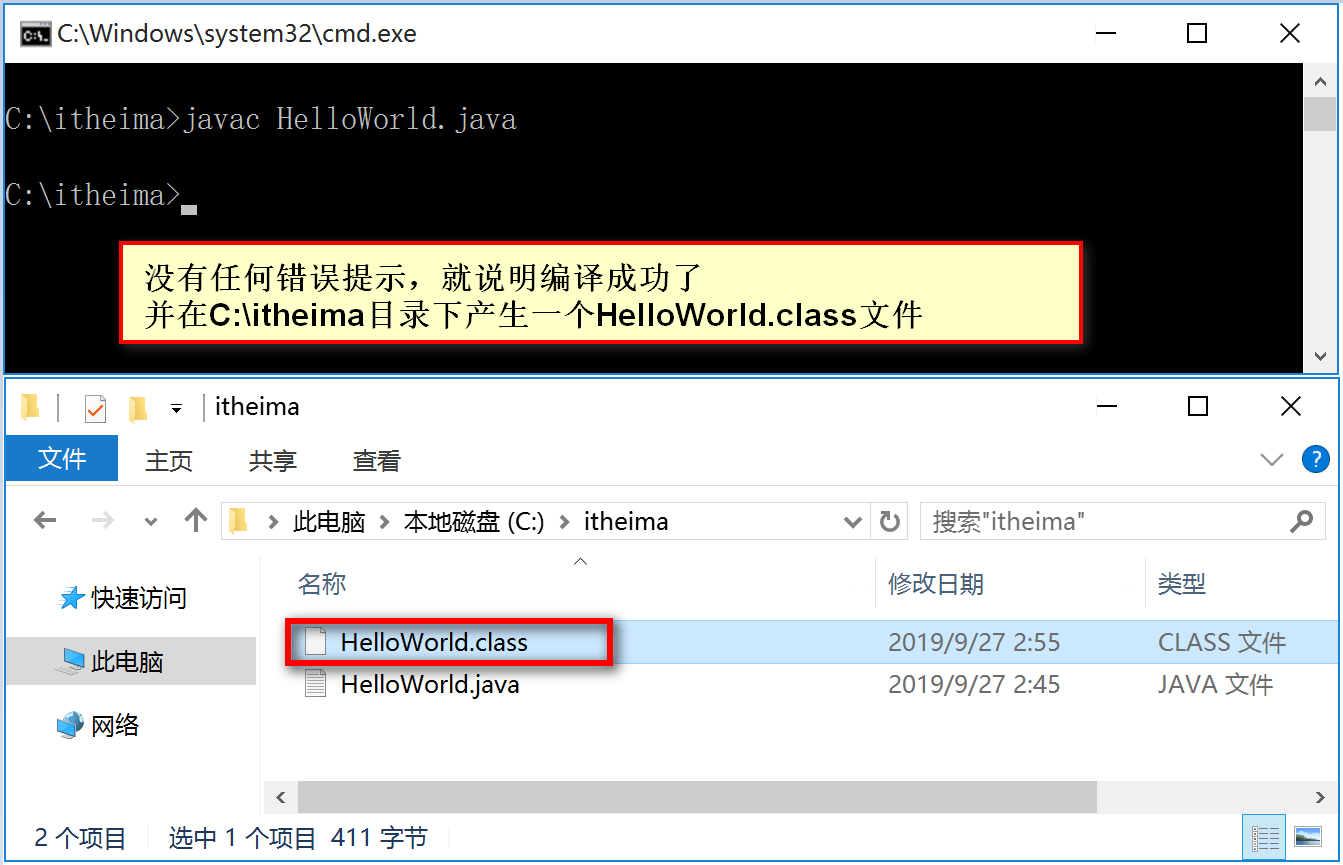 C:\Windows\system32\cmd.exe
C:\itheima>javac HelloWorld.java
C:\itheima>
没有任何错误提示，就说明编译成功了
并在C:\itheima目录下产生一个HelloWorld.class文件
itheima
文件 主页 共享 查看
此电脑 本地磁盘 (C:) itheima 搜索"itheima"
名称 修改日期 类型
快速访问
此电脑
网络
HelloWorld.class 2019/9/27 2:55 CLASS 文件
HelloWorld.java 2019/9/27 2:45 JAVA 文件
2 个项目 选中 1 个项目 411 字节